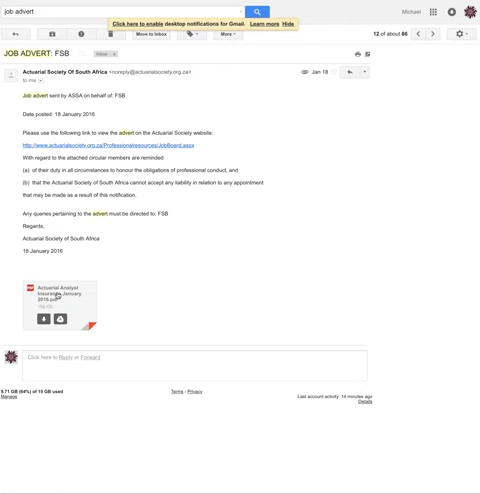 job advert
Michael
Click here to enable desktop notifications for Gmail. Learn more Hide
Move to Inbox
More
12 of about 86
JOB ADVERT: FSB
Inbox x
Actuarial Society Of South Africa <noreply@actuarialsociety.org.za>
Jan 18
to me
Job advert sent by ASSA on behalf of: FSB
Date posted: 18 January 2016
Please use the following link to view the advert on the Actuarial Society website:
http://www.actuarialsociety.org.za/Professionalresources/JobBoard.aspx
With regard to the attached circular members are reminded
(a) of their duty in all circumstances to honour the obligations of professional conduct, and
(b) that the Actuarial Society of South Africa cannot accept any liability in relation to any appointment
that may be made as a result of this notification.
Any queries pertaining to the advert must be directed to: FSB
Regards,
Actuarial Society of South Africa
18 January 2016
PDF
Actuarial Analyst
Insurance January
2016.pdf
Click here to Reply or Forward
9.71 GB (64%) of 15 GB used
Manage
Terms - Privacy
Last account activity: 14 minutes ago
Details